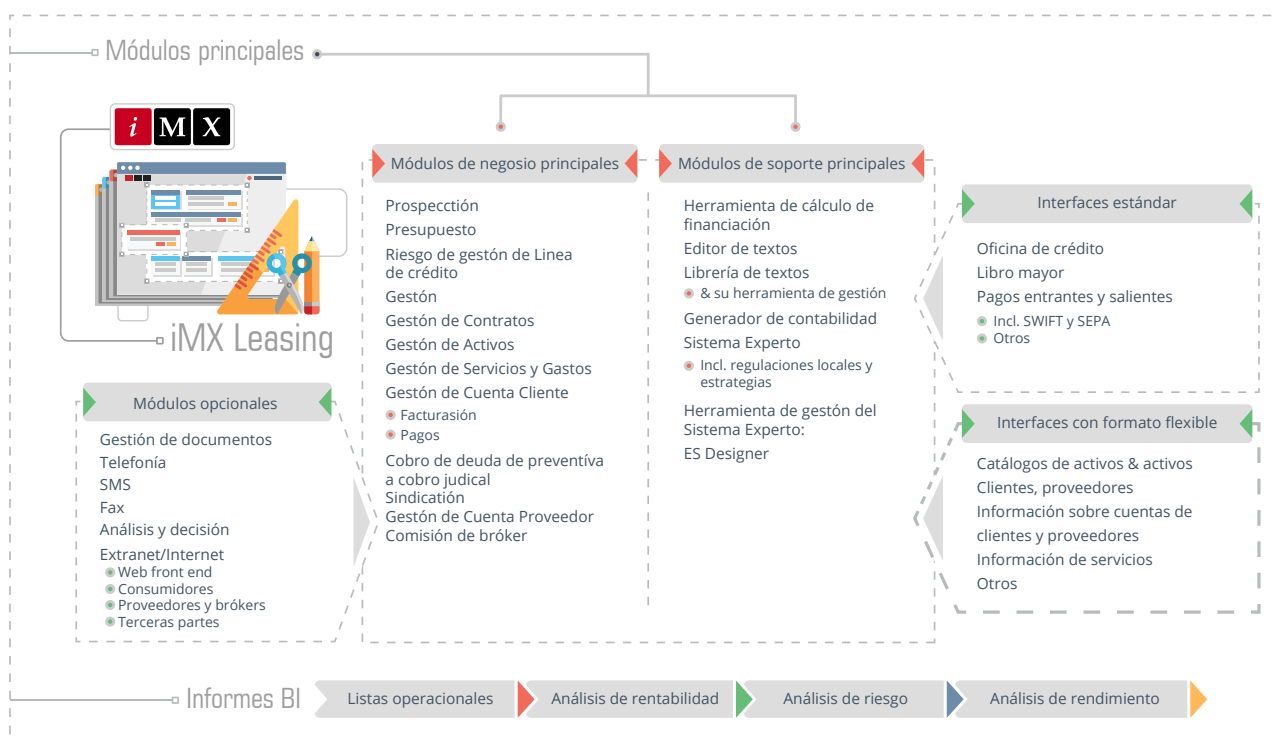 Módulos principales
i M X
iMX Leasing
Módulos de negosio principales
Prospecctión
Presupuesto
Riesgo de gestón de Linea
de crédito
Gestón
Gestón de Contratos
Gestón de Activos
Gestón de Servicios y Gastos
Gestón de Cuenta Cliente
Facturasión
Pagos
Cobro de deuda de preventíva
a cobro judical
Sindicatión
Gestón de Cuenta Proveedor
Comisión de bróker
Módulos de soporte principales
Herramienta de cálculo de
financiación
Editor de textos
Librería de textos
& su herramienta de gestión
Generador de contabilidad
Sistema Experto
Incl. regulaciones locales y
estrategias
Herramienta de gestión del
Sistema Experto:
ES Designer
Interfaces estándar
Oficina de crédito
Libro mayor
Pagos entrantes y salientes
Incl. SWIFT y SEPA
Otros
Interfaces con formato flexible
Catálogos de activos & activos
Clientes, proveedores
Información sobre cuentas de
clientes y proveedores
Información de servicios
Otros
Módulos opcionales
Gestión de documentos
Telefonía
SMS
Fax
Análisis y decisión
Extranet/Internet
Web front end
Consumidores
Proveedores y brókers
Terceras partes
Informes BI
Listas operacionales
Análisis de rentabilidad
Análisis de riesgo
Análisis de rendimiento